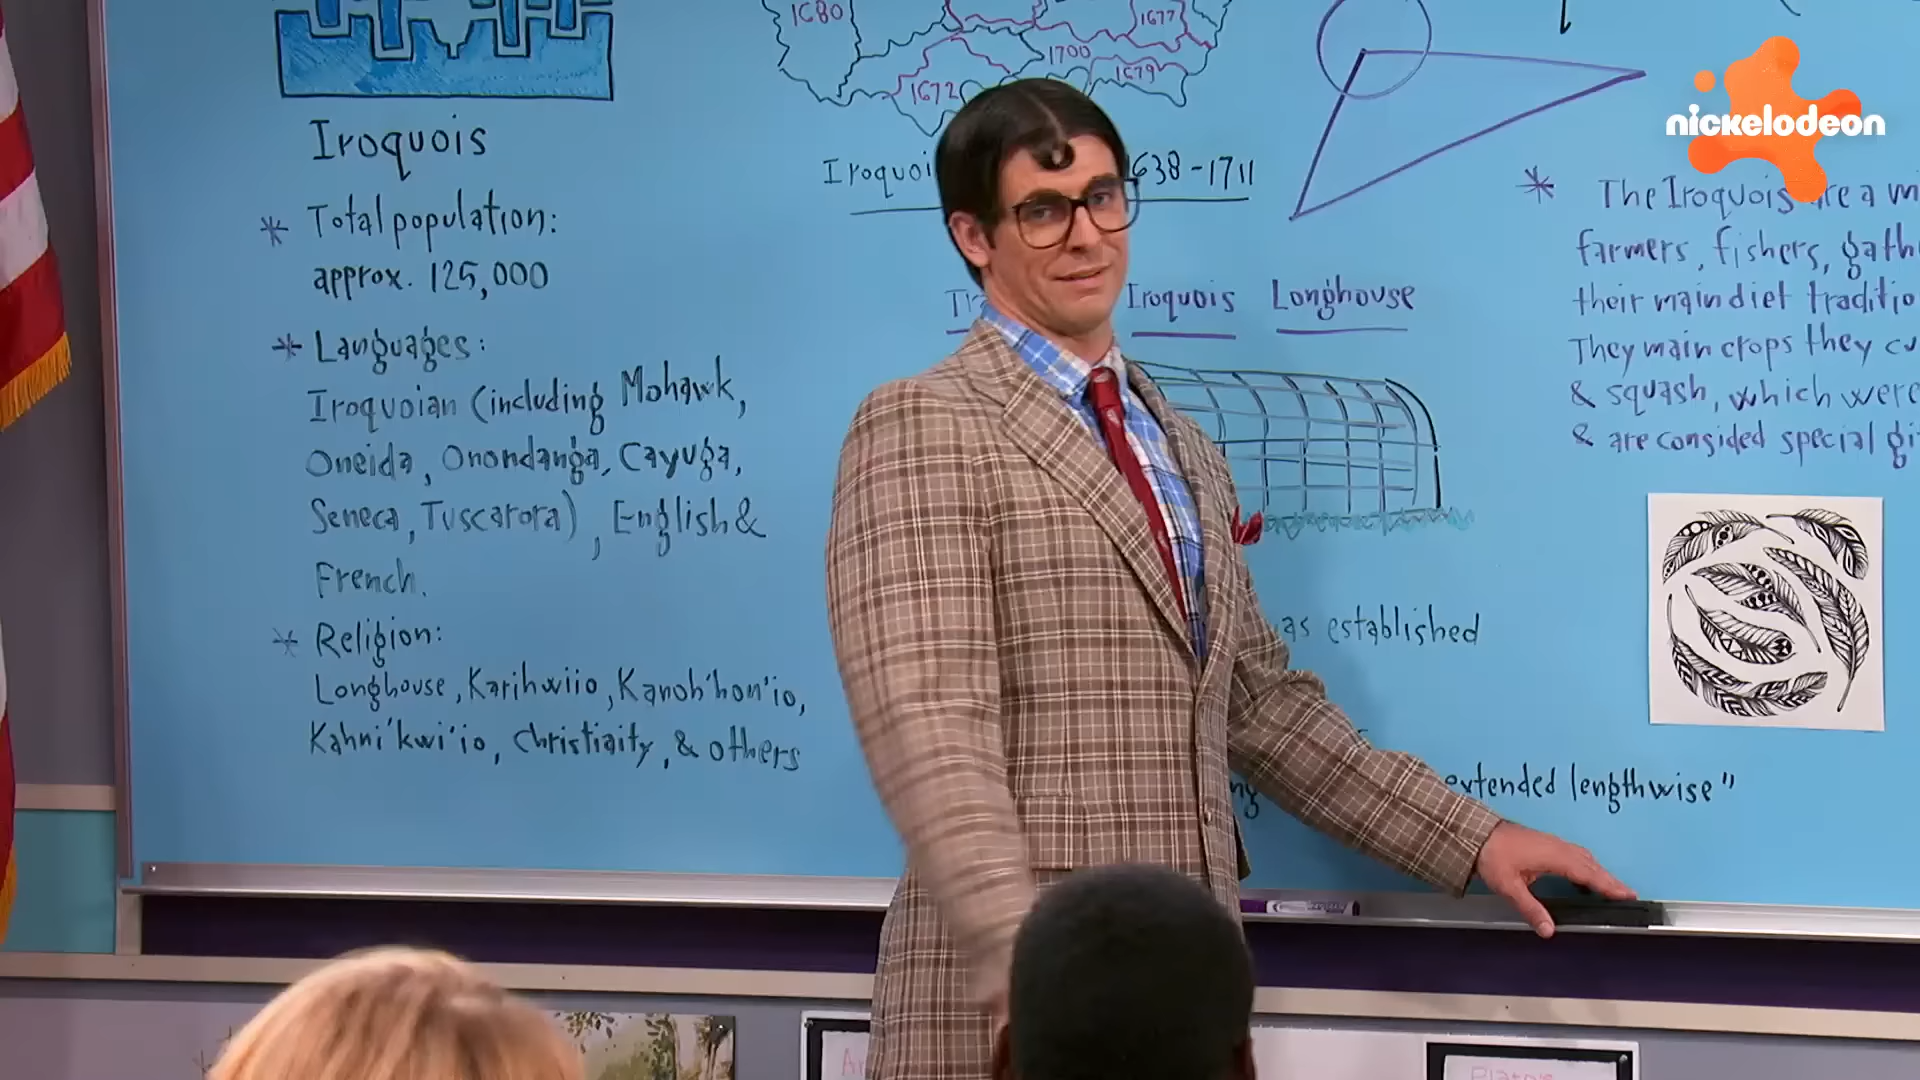 1680
1677
1700
1679
1672
nickelodeon
Iroquois
* Total population:
approx. 125,000
* Languages:
Iroquoian (including Mohawk,
Oneida, Onondanga, Cayuga,
Seneca, Tuscarora), English &
French.
* Religion:
Longhouse, Karihwiio, Kanoh'hon'io,
Kahni'kwi'io, Christiaity, & others
638-1711
Iroquois Longhouse
established
extended lengthwise"
* The Iroquois are a
farmers, fishers,
their main diet
They main crops they
& squash, which were
& are consided special